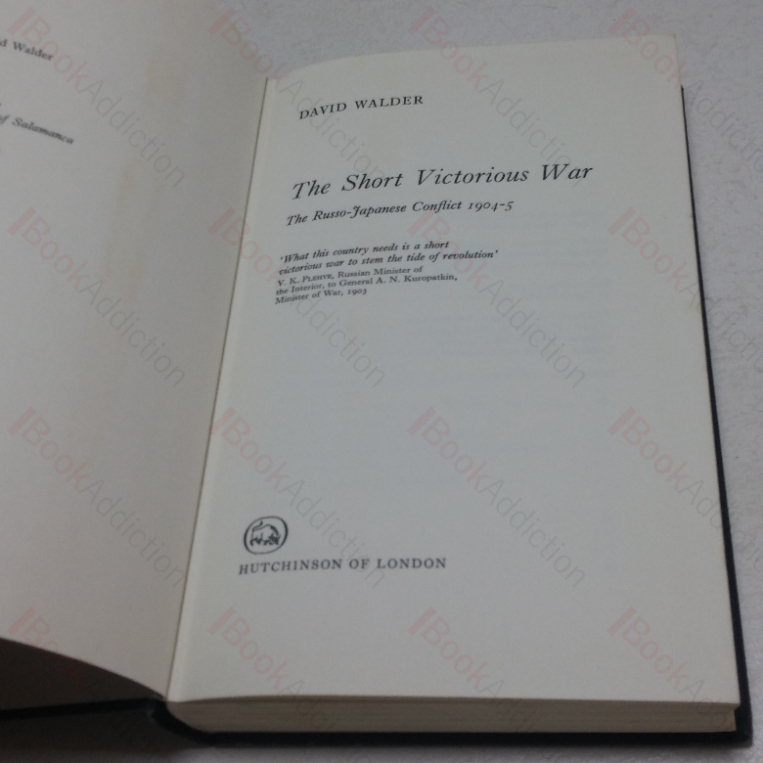 d Walder
of Salamanca
DAVID WALDER
The Short Victorious War
The Russo-Japanese Conflict 1904-5
'What this country needs is a short
victorious war to stem the tide of revolution'
V. K. PLEHVE, Russian Minister of
the Interior, to General A. N. Kuropatkin,
Minister of War, 1903
HUTCHINSON OF LONDON
BookAddiction